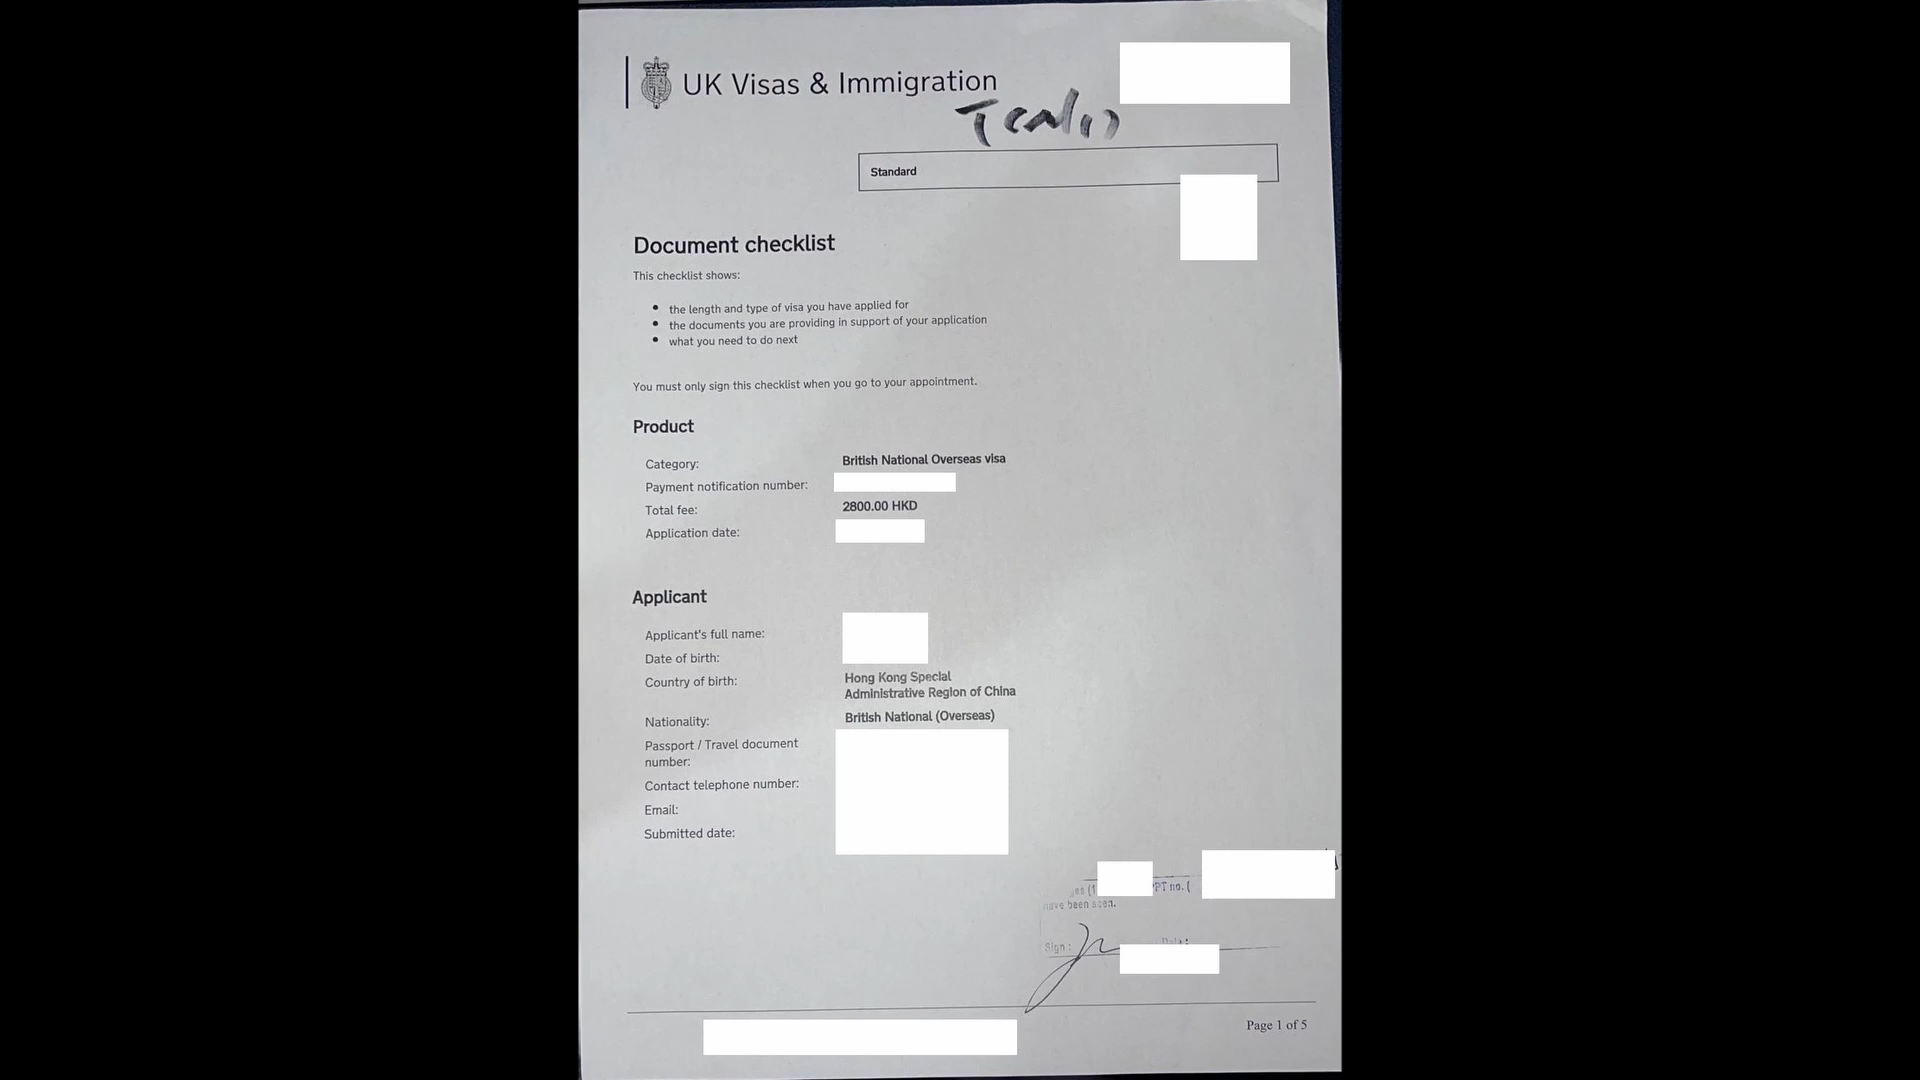 UK Visas & Immigration
Standard
Document checklist
This checklist shows:
• the length and type of visa you have applied for
• the documents you are providing in support of your application
• what you need to do next
You must only sign this checklist when you go to your appointment.
Product
Category: British National Overseas visa
Payment notification number:
Total fee: 2800.00 HKD
Application date:
Applicant
Applicant's full name:
Date of birth:
Country of birth: Hong Kong Special
Administrative Region of China
Nationality: British National (Overseas)
Passport / Travel document
number:
Contact telephone number:
Email:
Submitted date:
PT no. (
have been seen.
Sign :
Page 1 of 5